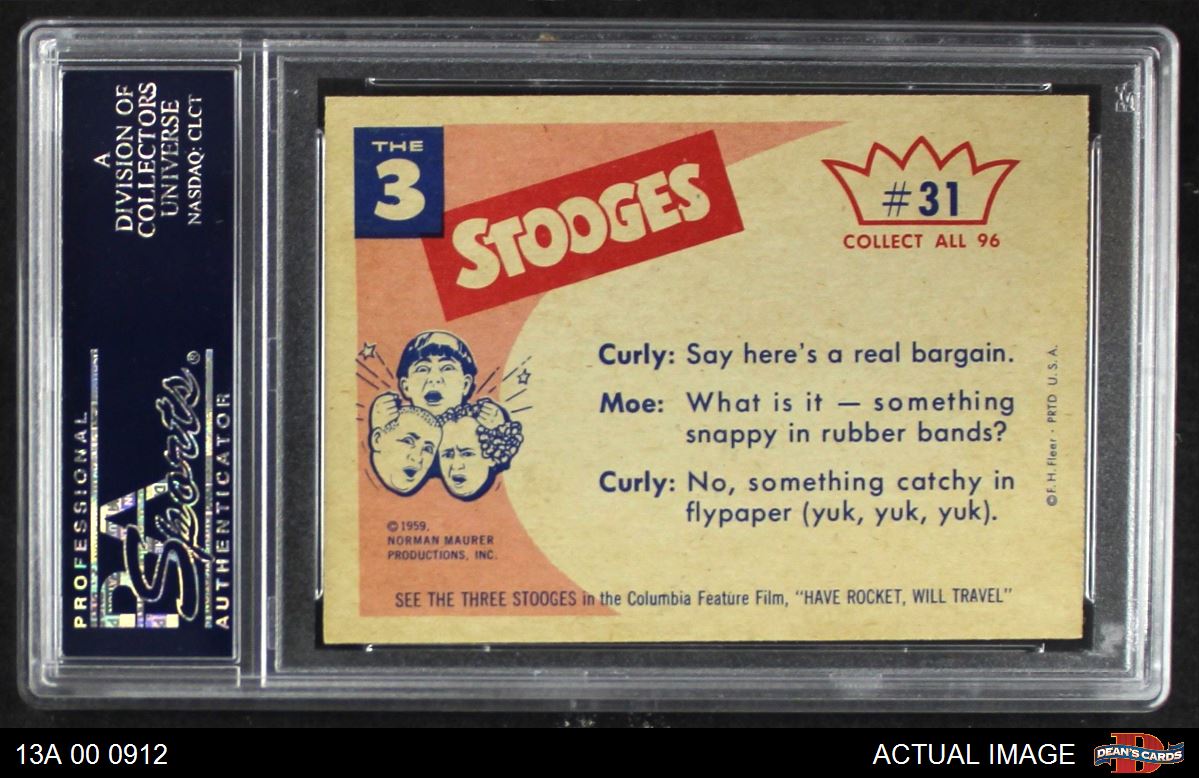 A
DIVISION OF
COLLECTORS
UNIVERSE
NASDAQ: CLCT
PROFESSIONAL
PSA
Sports®
AUTHENTICATOR
THE
3
STOOGES
#31
COLLECT ALL 96
Curly: Say here's a real bargain.
Moe: What is it — something
snappy in rubber bands?
Curly: No, something catchy in
flypaper (yuk, yuk, yuk).
©F. H. Fleer · PRTD U. S. A.
©1959,
NORMAN MAURER
PRODUCTIONS, INC.
SEE THE THREE STOOGES in the Columbia Feature Film, "HAVE ROCKET, WILL TRAVEL"
13A 00 0912
ACTUAL IMAGE
DEAN'S CARDS